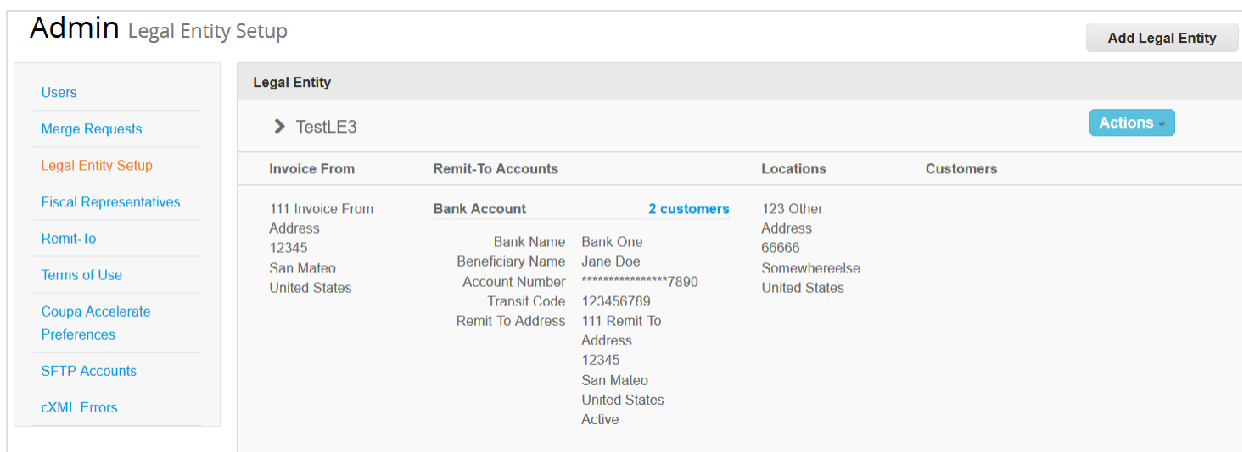 Admin Legal Entity Setup
Add Legal Entity
Users
Merge Requests
Legal Entity Setup
Fiscal Representatives
Remit-To
Terms of Use
Coupa Accelerate
Preferences
SFTP Accounts
cXML Errors
Legal Entity
TestLE3
Actions
Invoice From Remit-To Accounts Locations Customers
111 Invoice From
Address
12345
San Mateo
United States
Bank Account 2 customers
Bank Name Bank One
Beneficiary Name Jane Doe
Account Number ****************7890
Transit Code 123456789
Remit To Address 111 Remit To
Address
12345
San Mateo
United States
Active
123 Other
Address
66666
Somewhereelse
United States